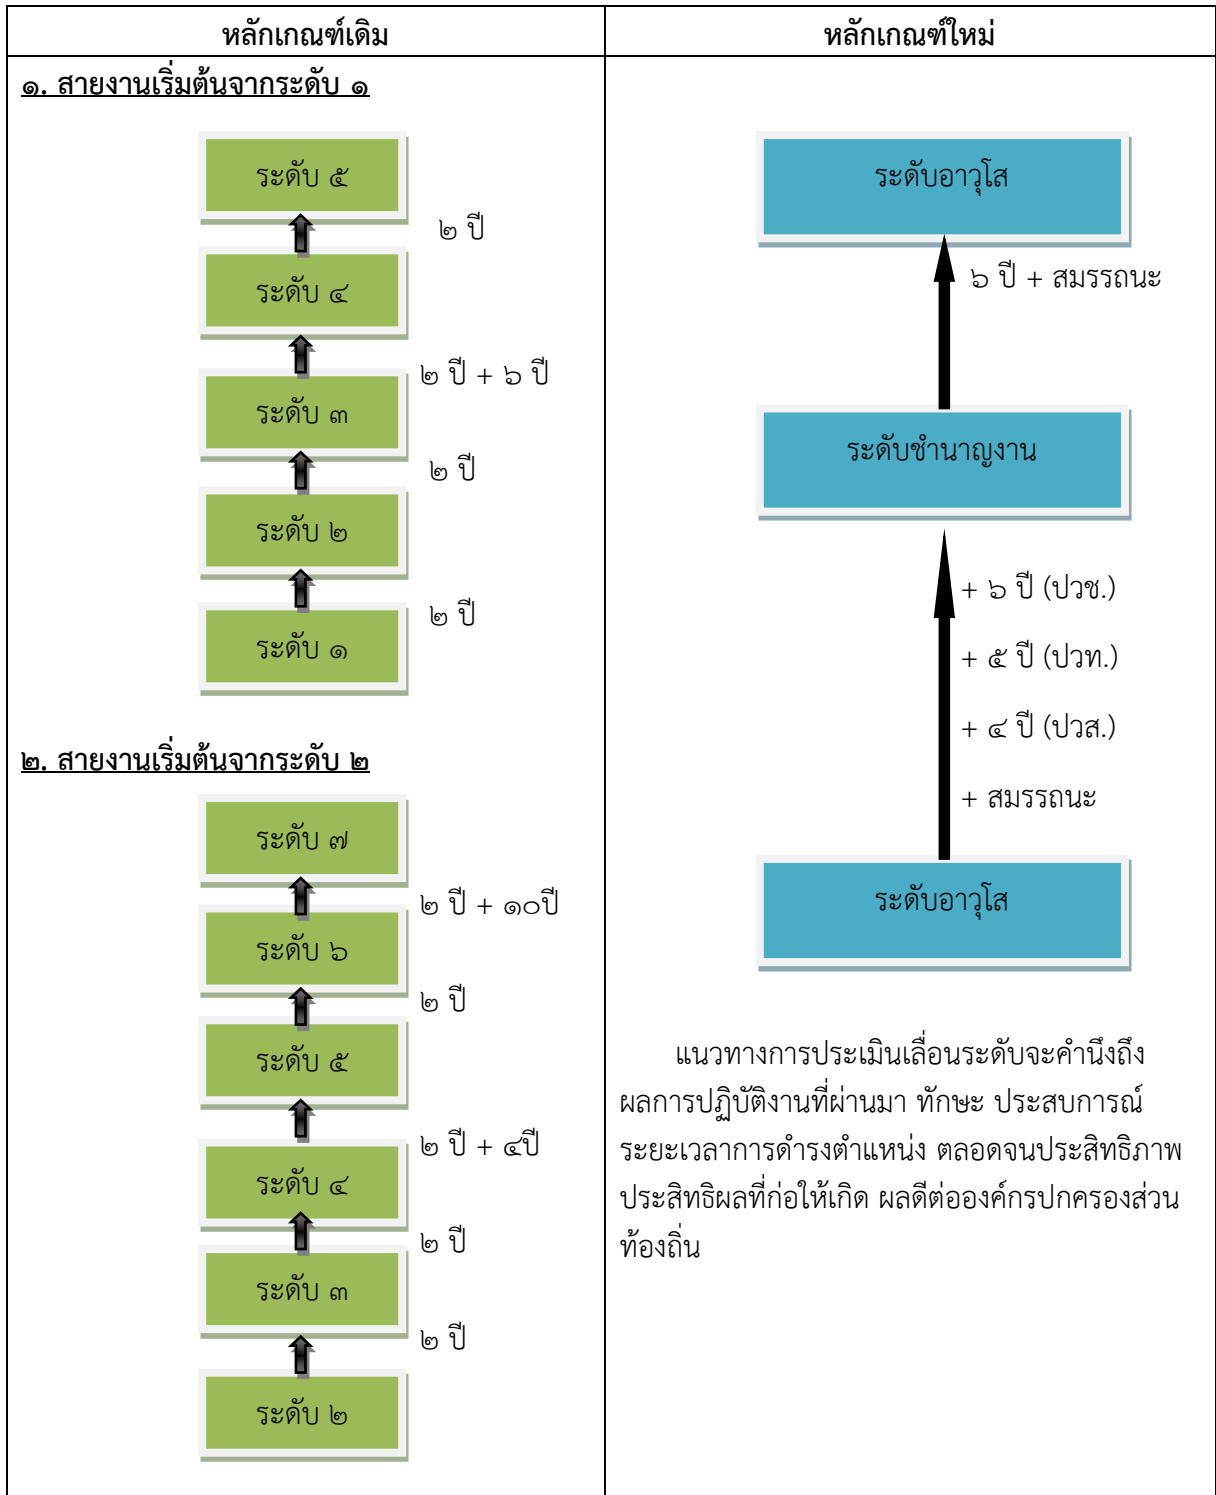 หลักเกณฑ์เดิม
หลักเกณฑ์ใหม่
๑. สายงานเริ่มต้นจากระดับ ๑
ระดับ ๕
๒ ปี
ระดับ ๔
๒ ปี + ๖ ปี
ระดับ ๓
๒ ปี
ระดับ ๒
๒ ปี
ระดับ ๑
๒. สายงานเริ่มต้นจากระดับ ๒
ระดับ ๗
๒ ปี + ๑๐ปี
ระดับ ๖
๒ ปี
ระดับ ๕
๒ ปี + ๔ปี
ระดับ ๔
๒ ปี
ระดับ ๓
๒ ปี
ระดับ ๒
ระดับอาวุโส
๖ ปี + สมรรถนะ
ระดับชำนาญงาน
+ ๖ ปี (ปวช.)
+ ๕ ปี (ปวท.)
+ ๔ ปี (ปวส.)
+ สมรรถนะ
ระดับอาวุโส
แนวทางการประเมินเลื่อนระดับจะคำนึงถึง
ผลการปฏิบัติงานที่ผ่านมา ทักษะ ประสบการณ์
ระยะเวลาการดำรงตำแหน่ง ตลอดจนประสิทธิภาพ
ประสิทธิผลที่ก่อให้เกิด ผลดีต่อองค์กรปกครองส่วน
ท้องถิ่น